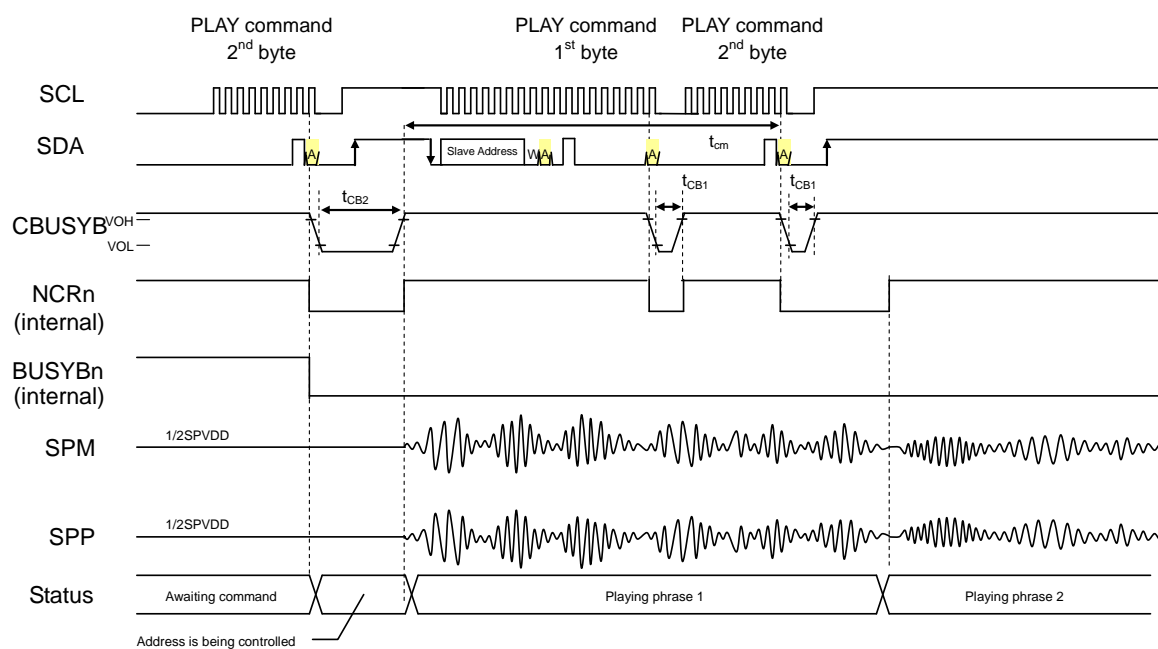 PLAY command
2nd byte
PLAY command
1st byte
PLAY command
2nd byte
SCL
SDA
A
Slave Address
W
A
A
tcm
A
tCB2
tCB1
tCB1
CBUSYB
VOH
VOL
NCRn
(internal)
BUSYBn
(internal)
SPM
1/2SPVDD
SPP
1/2SPVDD
Status
Awaiting command
Playing phrase 1
Playing phrase 2
Address is being controlled